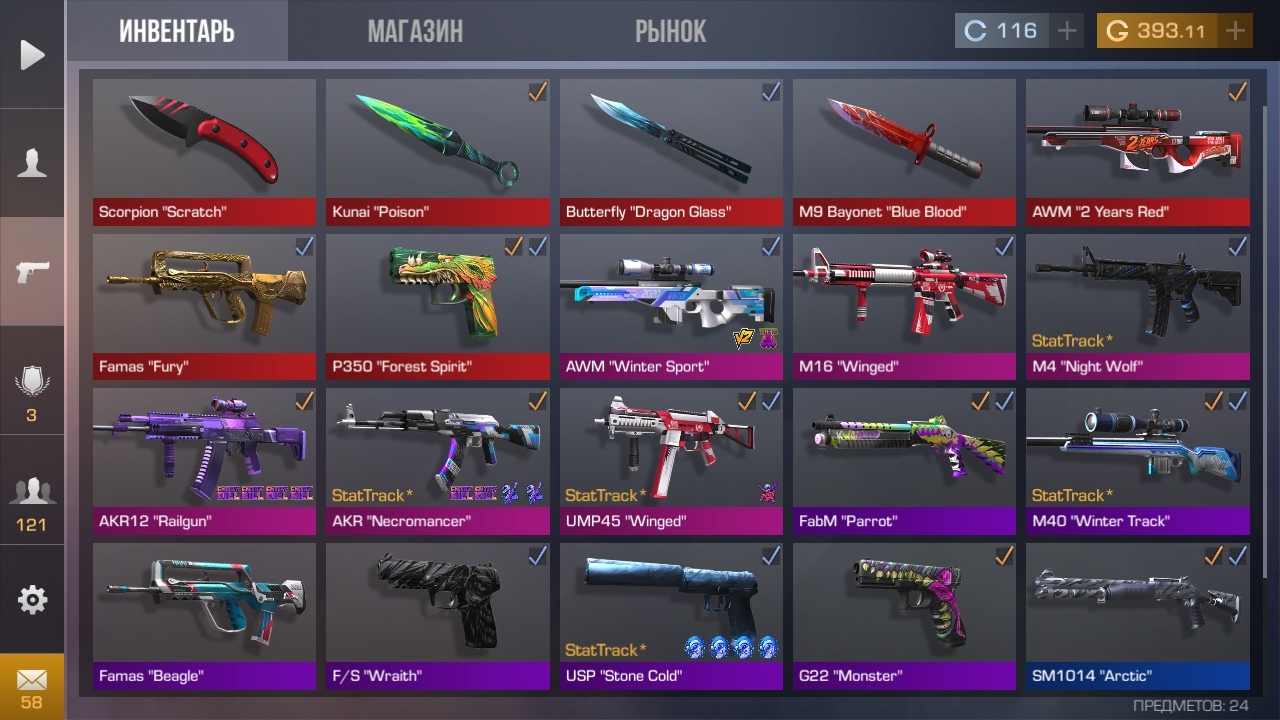 ИНВЕНТАРЬ МАГАЗИН РЫНОК C 116 + G 393.11 +
Scorpion "Scratch"
Kunai "Poison"
Butterfly "Dragon Glass"
M9 Bayonet "Blue Blood"
2 YEARS
AWM "2 Years Red"
Famas "Fury"
P350 "Forest Spirit"
AWM "Winter Sport"
M16 "Winged"
StatTrack*
M4 "Night Wolf"
3
AKR12 "Railgun"
StatTrack*
AKR "Necromancer"
StatTrack*
UMP45 "Winged"
FabM "Parrot"
StatTrack*
M40 "Winter Track"
121
Famas "Beagle"
F/S "Wraith"
StatTrack*
USP "Stone Cold"
G22 "Monster"
SM1014 "Arctic"
58
ПРЕДМЕТОВ: 24